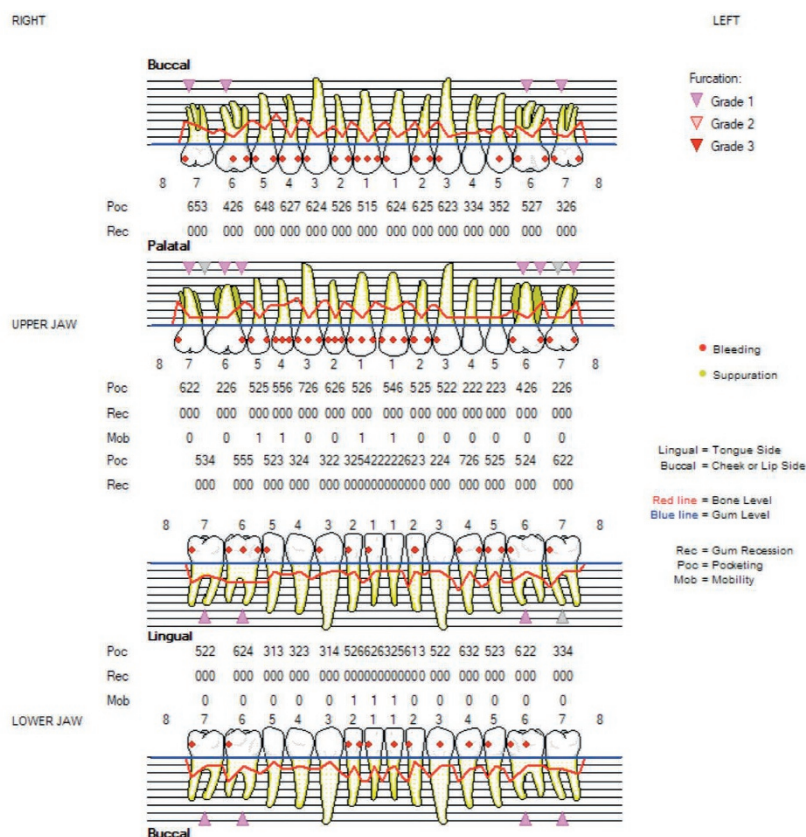 RIGHT
LEFT
Buccal
Furcation:
Grade 1
Grade 2
Grade 3
8 7 6 5 4 3 2 1 1 2 3 4 5 6 7 8
Poc 653 426 648 627 624 526 515 624 625 623 334 352 527 326
Rec 000 000 000 000 000 000 000 000 000 000 000 000 000 000
Palatal
UPPER JAW
Bleeding
Suppuration
8 7 6 5 4 3 2 1 1 2 3 4 5 6 7 8
Poc 622 226 525 556 726 626 526 546 525 522 222 223 426 226
Rec 000 000 000 000 000 000 000 000 000 000 000 000 000 000
Mob 0 0 1 1 0 0 1 1 0 0 0 0 0 0
Poc 534 555 523 324 322 325422222623 224 726 525 524 622
Rec 000 000 000 000 000 000000000000 000 000 000 000 000
Lingual = Tongue Side
Buccal = Cheek or Lip Side
Red line = Bone Level
Blue line = Gum Level
Rec = Gum Recession
Poc = Pocketing
Mob = Mobility
8 7 6 5 4 3 2 1 1 2 3 4 5 6 7 8
Lingual
Poc 522 624 313 323 314 526626325613 522 632 523 622 334
Rec 000 000 000 000 000 000000000000 000 000 000 000 000
Mob 0 0 0 0 0 1 1 1 0 0 0 0 0 0
LOWER JAW
8 7 6 5 4 3 2 1 1 2 3 4 5 6 7 8
Buccal